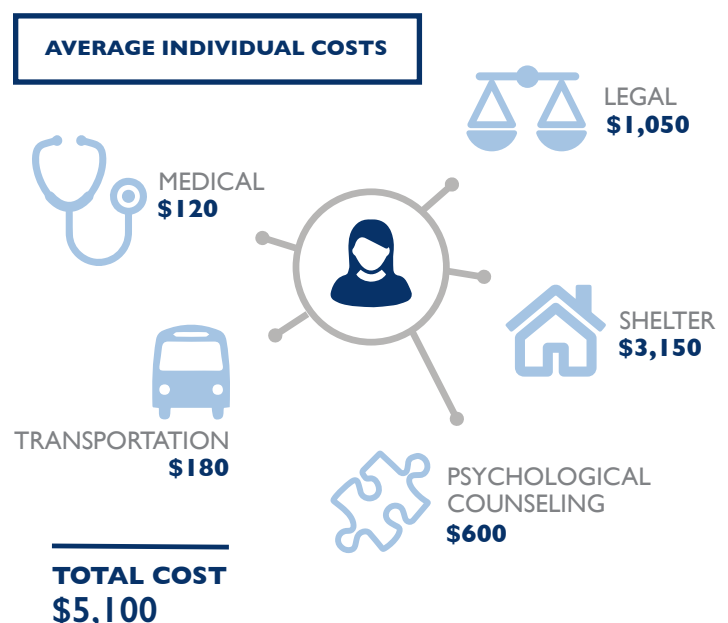 AVERAGE INDIVIDUAL COSTS
LEGAL
$1,050
MEDICAL
$120
SHELTER
$3,150
TRANSPORTATION
$180
PSYCHOLOGICAL
COUNSELING
$600
TOTAL COST
$5,100